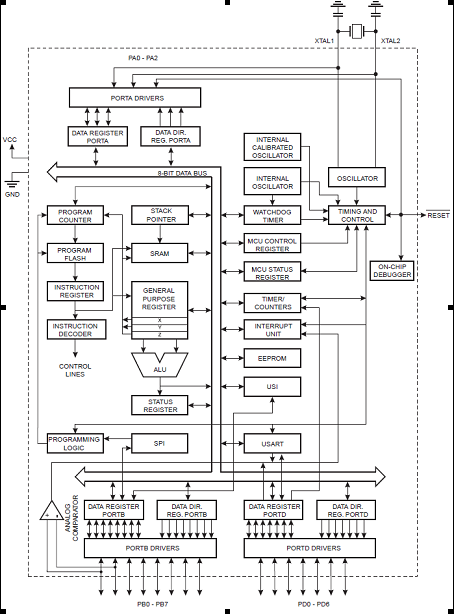 XTAL1
XTAL2
PA0 - PA2
PORTA DRIVERS
VCC
DATA REGISTER
PORTA
DATA DIR.
REG. PORTA
INTERNAL
CALIBRATED
OSCILLATOR
8-BIT DATA BUS
GND
INTERNAL
OSCILLATOR
OSCILLATOR
PROGRAM
COUNTER
STACK
POINTER
WATCHDOG
TIMER
TIMING AND
CONTROL
RESET
PROGRAM
FLASH
SRAM
MCU CONTROL
REGISTER
MCU STATUS
REGISTER
ON-CHIP
DEBUGGER
INSTRUCTION
REGISTER
GENERAL
PURPOSE
REGISTER
TIMER/
COUNTERS
X
Y
Z
INSTRUCTION
DECODER
INTERRUPT
UNIT
CONTROL
LINES
ALU
EEPROM
USI
STATUS
REGISTER
PROGRAMMING
LOGIC
SPI
USART
ANALOG
COMPARATOR
+
-
DATA REGISTER
PORTB
DATA DIR.
REG. PORTB
DATA REGISTER
PORTD
DATA DIR.
REG. PORTD
PORTB DRIVERS
PORTD DRIVERS
PB0 - PB7
PD0 - PD6